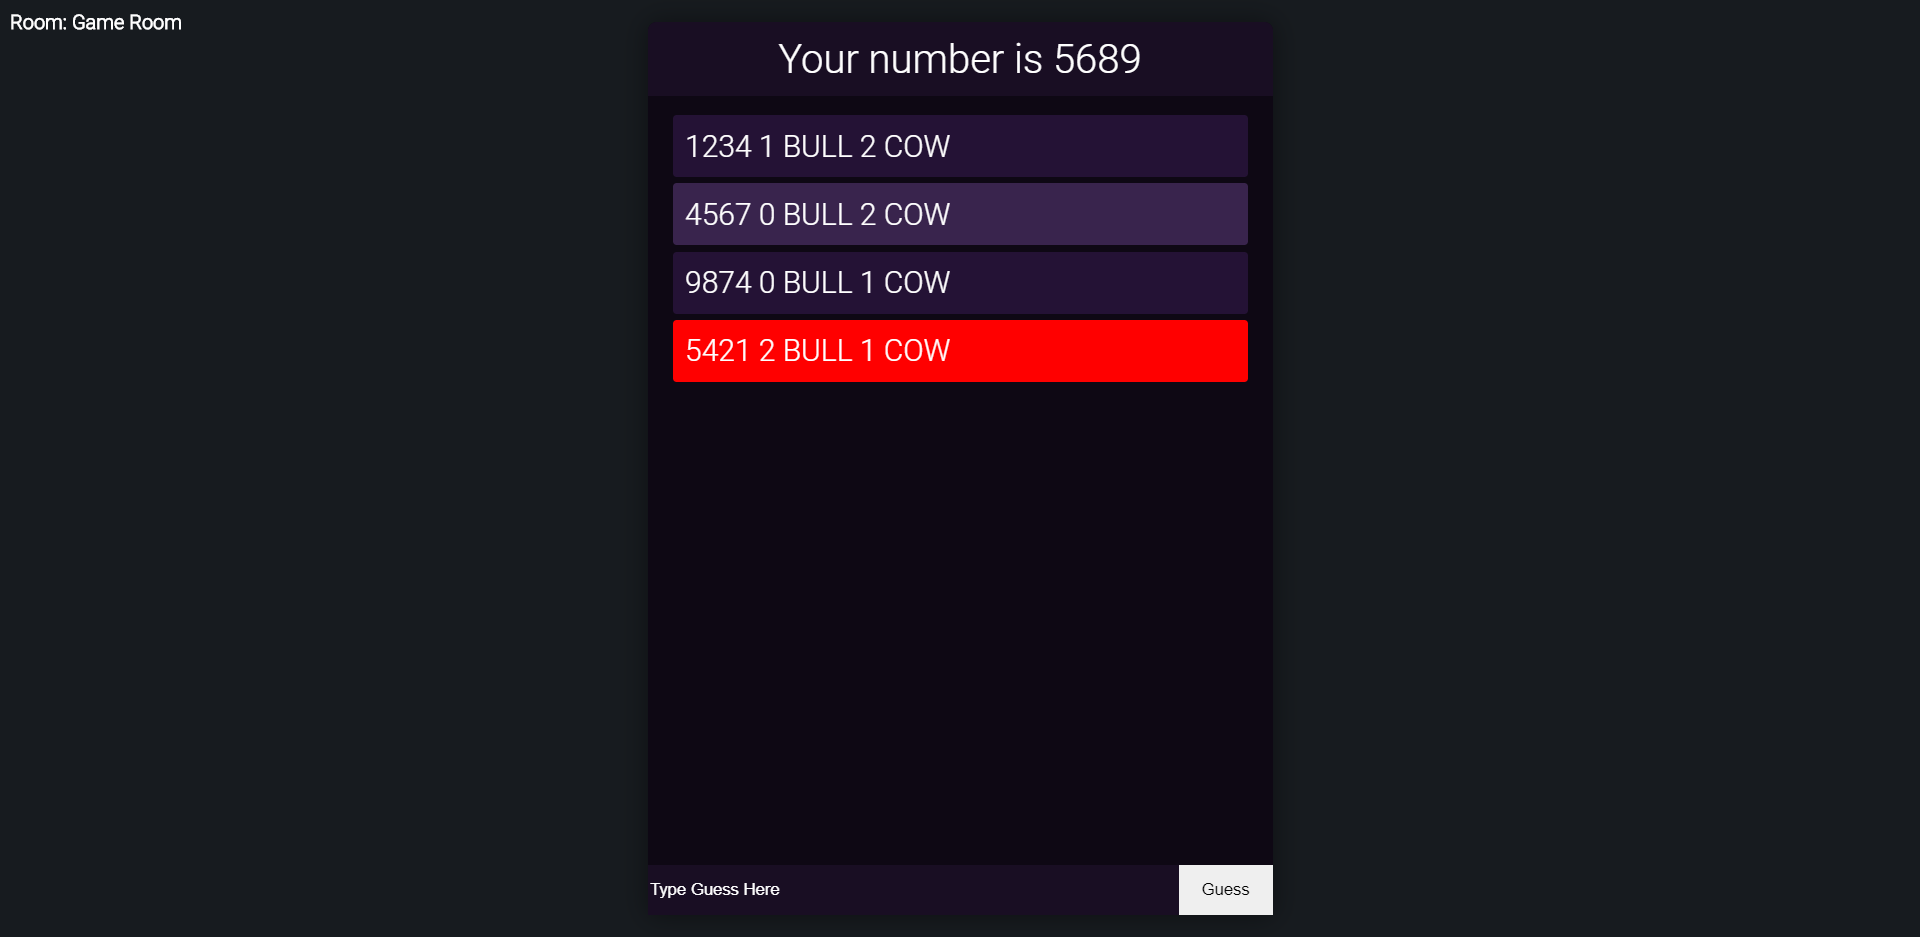 Room: Game Room
Your number is 5689
1234 1 BULL 2 COW
4567 0 BULL 2 COW
9874 0 BULL 1 COW
5421 2 BULL 1 COW
Type Guess Here
Guess